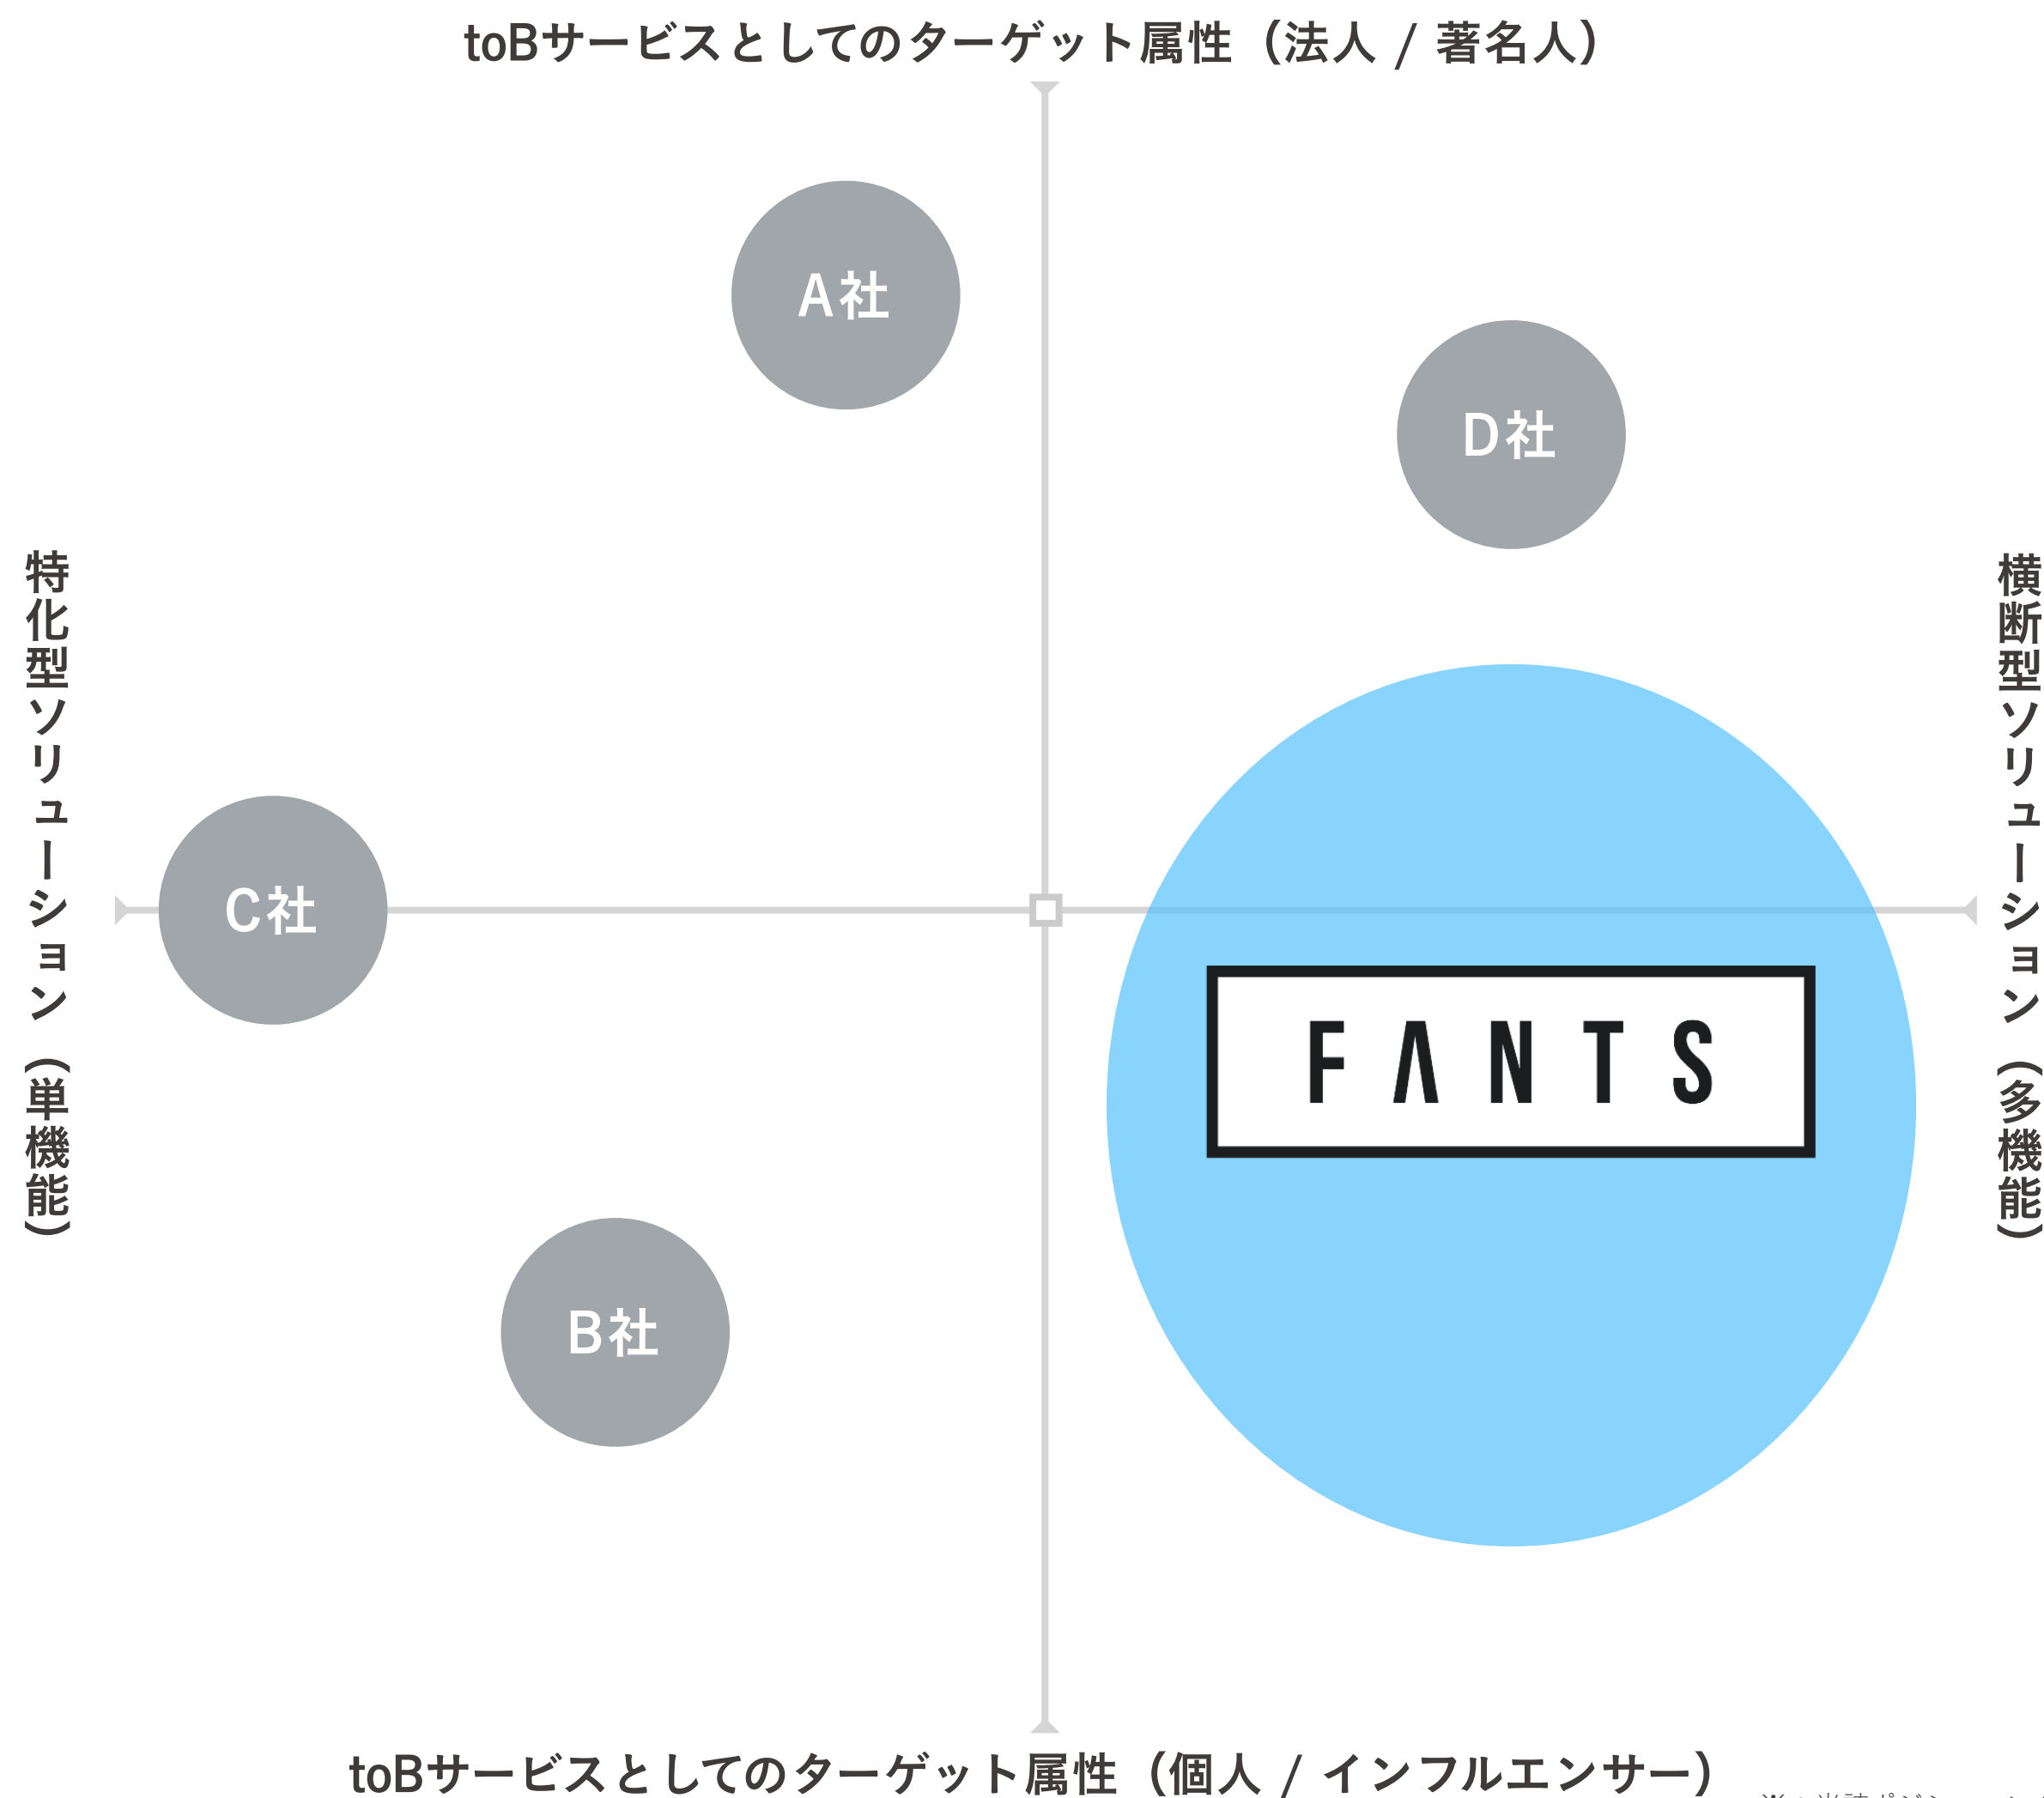 toBサービスとしてのターゲット属性（法人 / 著名人）
A社
D社
特化型ソリューション（単機能）
横断型ソリューション（多機能）
C社
FANTS
B社
toBサービスとしてのターゲット属性（個人 / インフルエンサー）